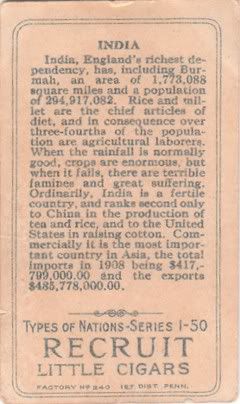 INDIA
India, England's richest de-
pendency, has, including Bur-
mah, an area of 1,773,088
square miles and a population
of 294,917,082. Rice and mil-
let are the chief articles of
diet, and in consequence over
three-fourths of the popula-
tion are agricultural laborers.
When the rainfall is normally
good, crops are enormous, but
when it fails, there are terrible
famines and great suffering.
Ordinarily, India is a fertile
country, and ranks second only
to China in the production of
tea and rice, and to the United
States in raising cotton. Com-
mercially it is the most impor-
tant country in Asia, the total
imports in 1908 being $417,-
799,000.00 and the exports
$485,778,000.00.
TYPES OF NATIONS-SERIES 1-50
RECRUIT
LITTLE CIGARS
FACTORY No 240 1ST DIST. PENN.